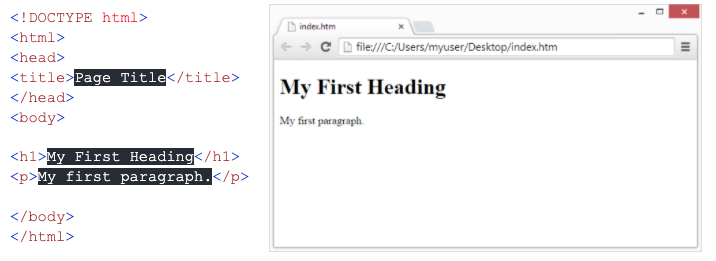 <!DOCTYPE html>
<html>
<head>
<title>Page Title</title>
</head>
<body>
<h1>My First Heading</h1>
<p>My first paragraph.</p>
</body>
</html>
index.htm
file:///C:/Users/myuser/Desktop/index.htm
My First Heading
My first paragraph.